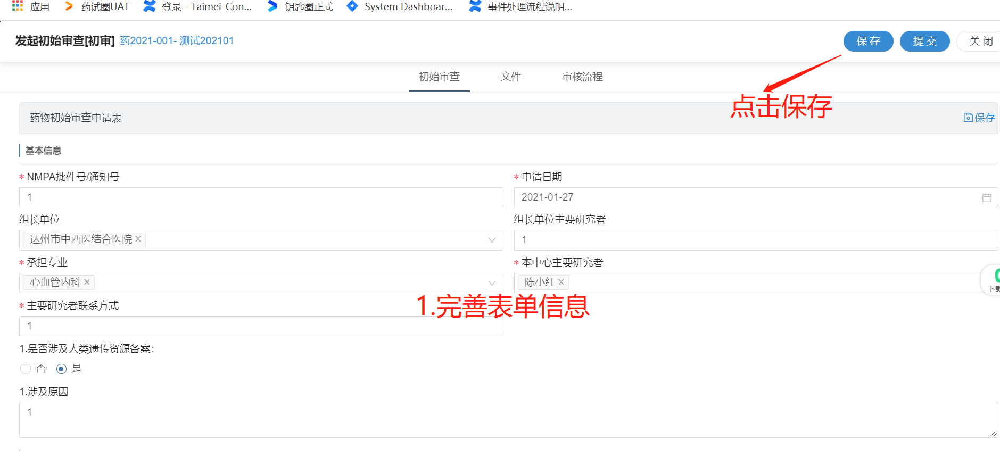 应用 药试圈UAT 登录 - Taimei-Con... 钥匙圈正式 System Dashboar... 事件处理流程说明...
发起初始审查[初审] 药2021-001- 测试202101 保存 提交 关闭
初始审查 文件 审核流程
点击保存
药物初始审查申请表 保存
基本信息
* NMPA批件号/通知号 * 申请日期
1 2021-01-27
组长单位 组长单位主要研究者
达州市中西医结合医院 1
* 承担专业 * 本中心主要研究者
心血管内科 陈小红
下载
1.完善表单信息
* 主要研究者联系方式
1
1.是否涉及人类遗传资源备案:
否 是
1.涉及原因
1